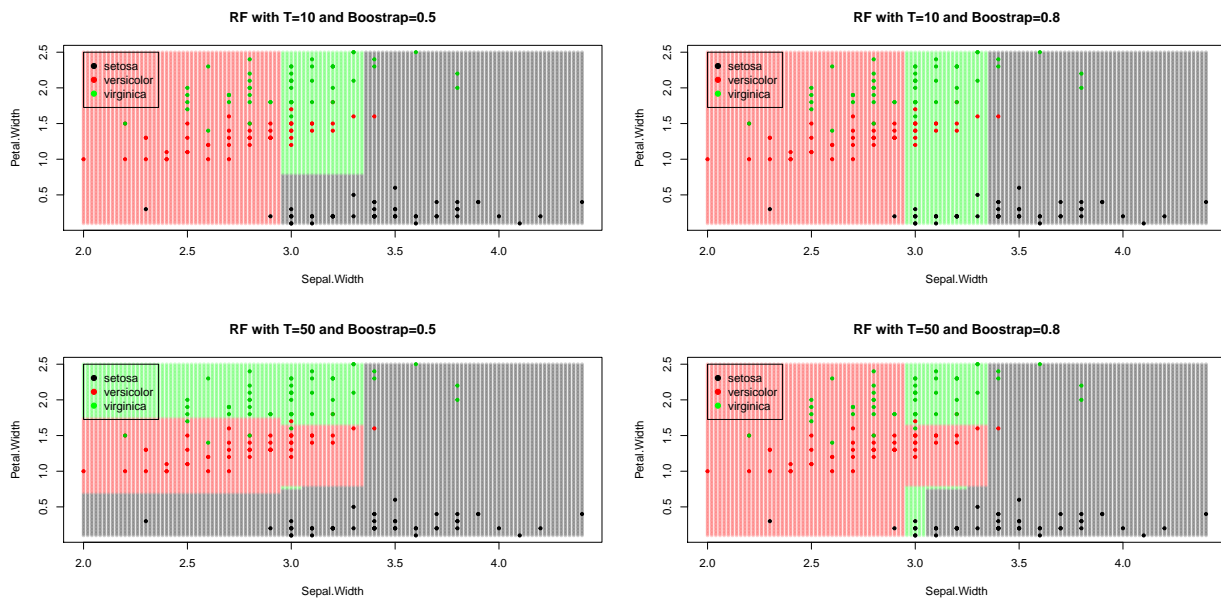 RF with T=10 and Boostrap=0.5
2.5
2.0
1.5
1.0
0.5
Petal.Width
setosa
versicolor
virginica
2.0 2.5 3.0 3.5 4.0
Sepal.Width
RF with T=10 and Boostrap=0.8
2.5
2.0
1.5
1.0
0.5
Petal.Width
setosa
versicolor
virginica
2.0 2.5 3.0 3.5 4.0
Sepal.Width
RF with T=50 and Boostrap=0.5
2.5
2.0
1.5
1.0
0.5
Petal.Width
setosa
versicolor
virginica
2.0 2.5 3.0 3.5 4.0
Sepal.Width
RF with T=50 and Boostrap=0.8
2.5
2.0
1.5
1.0
0.5
Petal.Width
setosa
versicolor
virginica
2.0 2.5 3.0 3.5 4.0
Sepal.Width